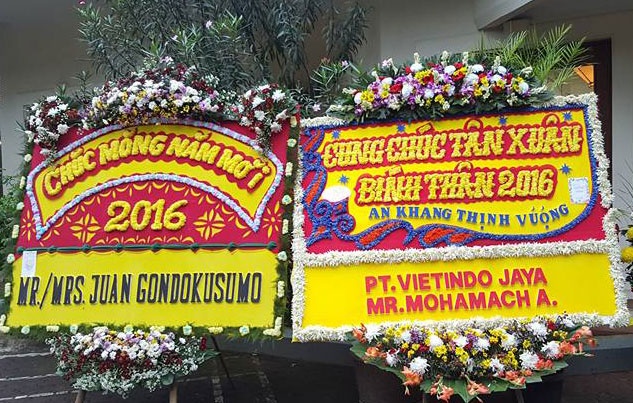 CHÚC MỪNG NĂM MỚI
2016
MR./MRS. JUAN GONDOKUSUMO
CUNG CHÚC TÂN XUÂN
BÍNH THÂN 2016
AN KHANG THỊNH VƯỢNG
PT. VIETINDO JAYA
MR. MOHAMACH A.